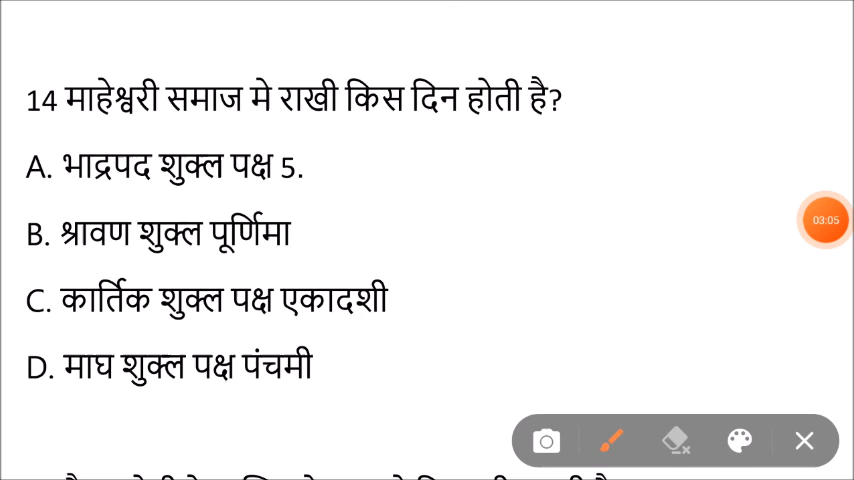 14 माहेश्वरी समाज मे राखी किस दिन होती है?
A. भाद्रपद शुक्ल पक्ष 5.
03:05
B. श्रावण शुक्ल पूर्णिमा
C. कार्तिक शुक्ल पक्ष एकादशी
D. माघ शुक्ल पक्ष पंचमी